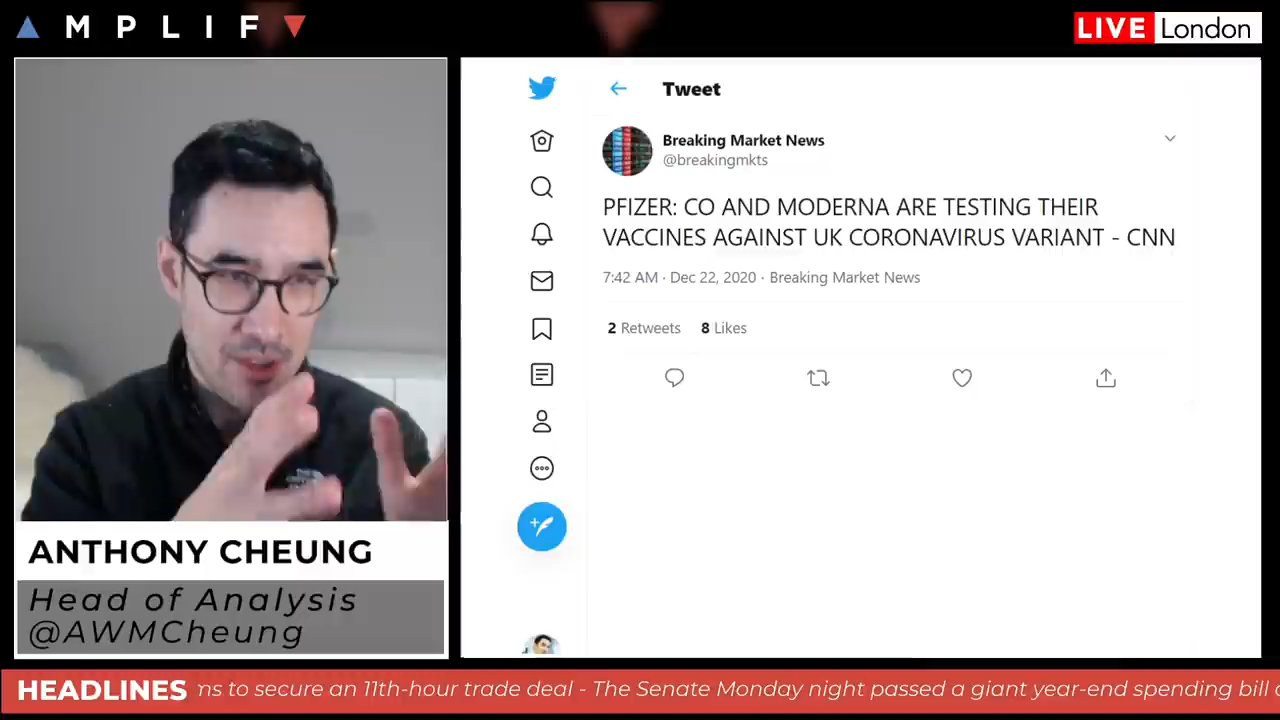 MPLIF
LIVE London
Tweet
Breaking Market News
@breakingmkts
PFIZER: CO AND MODERNA ARE TESTING THEIR
VACCINES AGAINST UK CORONAVIRUS VARIANT - CNN
7:42 AM · Dec 22, 2020 · Breaking Market News
2 Retweets 8 Likes
ANTHONY CHEUNG
Head of Analysis
@AWMCheung
HEADLINES ns to secure an 11th-hour trade deal - The Senate Monday night passed a giant year-end spending bill